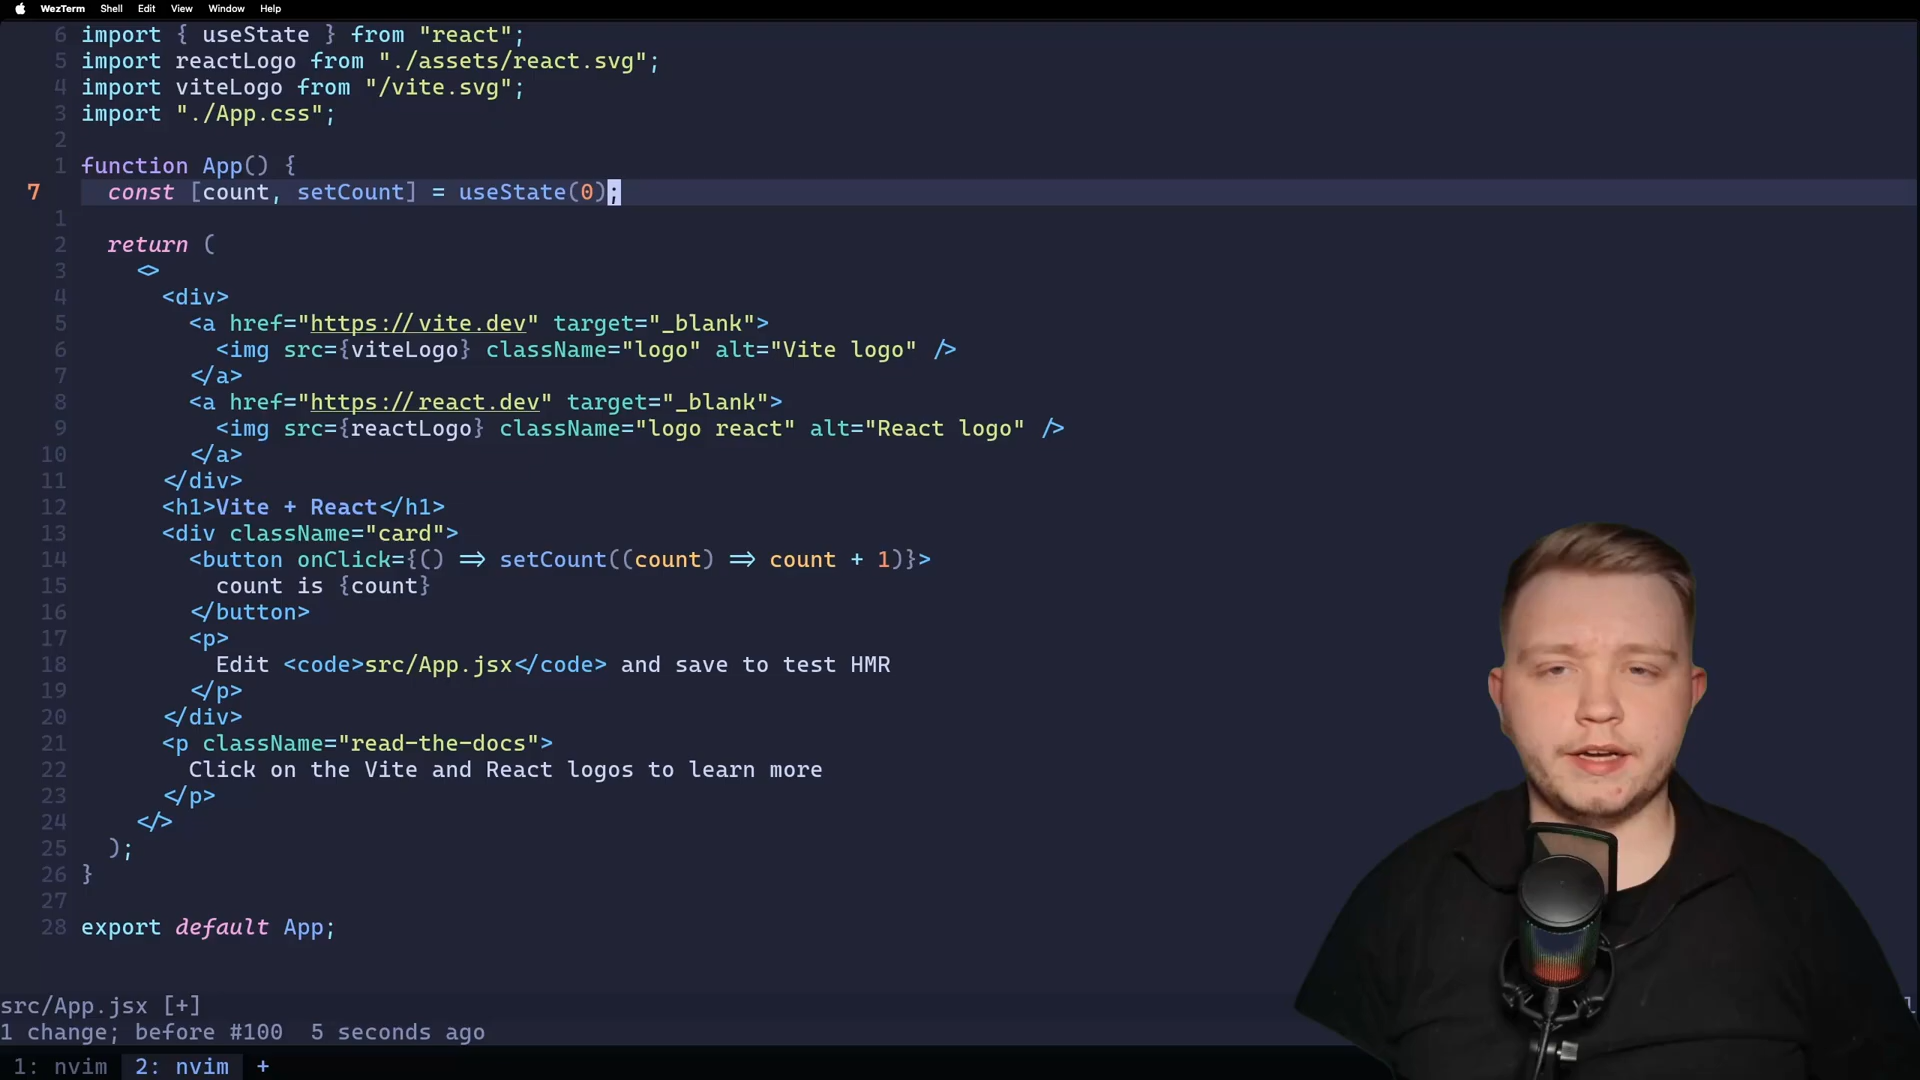 WezTerm Shell Edit View Window Help
6 import { useState } from "react";
5 import reactLogo from "./assets/react.svg";
4 import viteLogo from "/vite.svg";
3 import "./App.css";
2
1 function App() {
7 const [count, setCount] = useState(0);
1
2 return (
3 <>
4 <div>
5 <a href="https://vite.dev" target="_blank">
6 <img src={viteLogo} className="logo" alt="Vite logo" />
7 </a>
8 <a href="https://react.dev" target="_blank">
9 <img src={reactLogo} className="logo react" alt="React logo" />
10 </a>
11 </div>
12 <h1>Vite + React</h1>
13 <div className="card">
14 <button onClick={() => setCount((count) => count + 1)}>
15 count is {count}
16 </button>
17 <p>
18 Edit <code>src/App.jsx</code> and save to test HMR
19 </p>
20 </div>
21 <p className="read-the-docs">
22 Click on the Vite and React logos to learn more
23 </p>
24 </>
25 );
26 }
27
28 export default App;
src/App.jsx [+]
1 change; before #100 5 seconds ago
1: nvim 2: nvim +